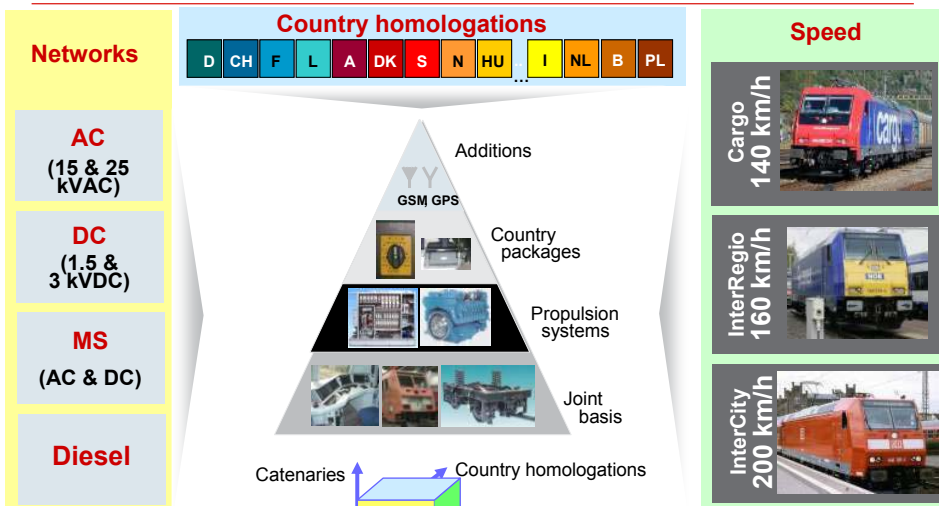 Country homologations
D CH F L A DK S N HU ... I NL B PL
Networks
AC
(15 & 25
kVAC)
DC
(1.5 &
3 kVDC)
MS
(AC & DC)
Diesel
Additions
GSM GPS
Country
packages
Propulsion
systems
Joint
basis
Catenaries
Country homologations
Speed
Cargo
140 km/h
cargo
InterRegio
160 km/h
InterCity
200 km/h